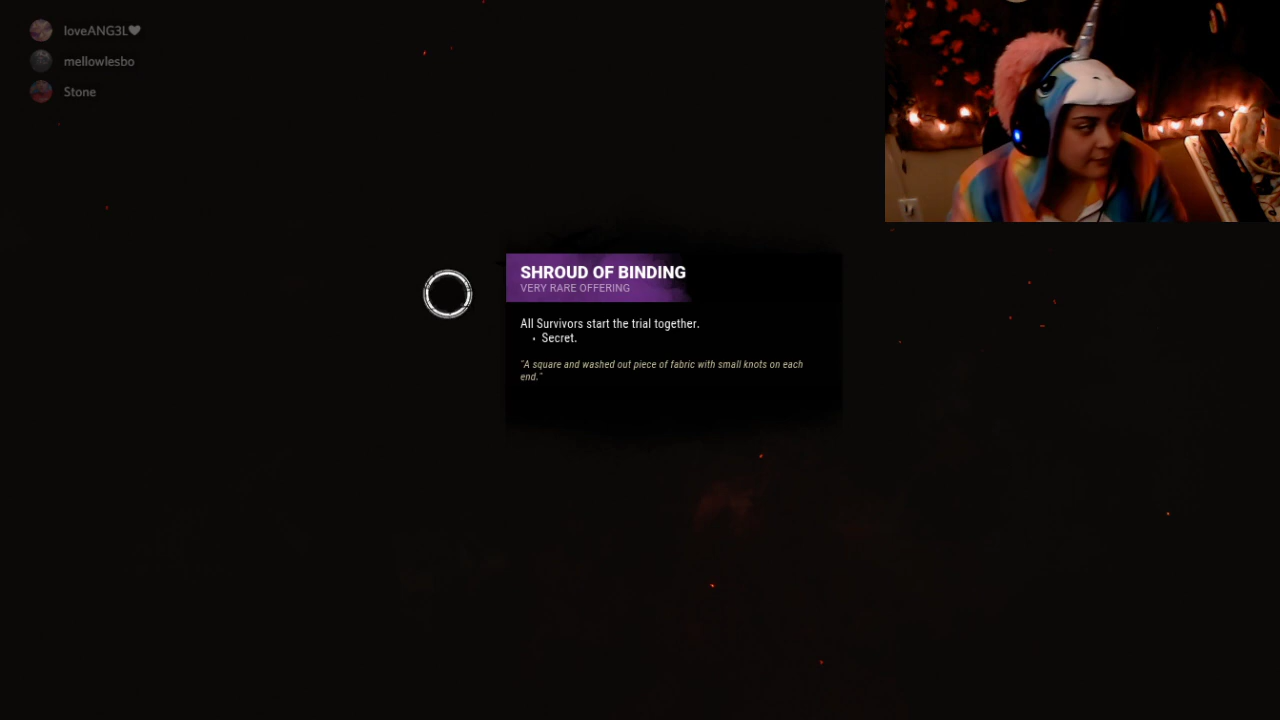 loveANG3L🖤
mellowlesbo
Stone
SHROUD OF BINDING
VERY RARE OFFERING
All Survivors start the trial together.
• Secret.
"A square and washed out piece of fabric with small knots on each
end."